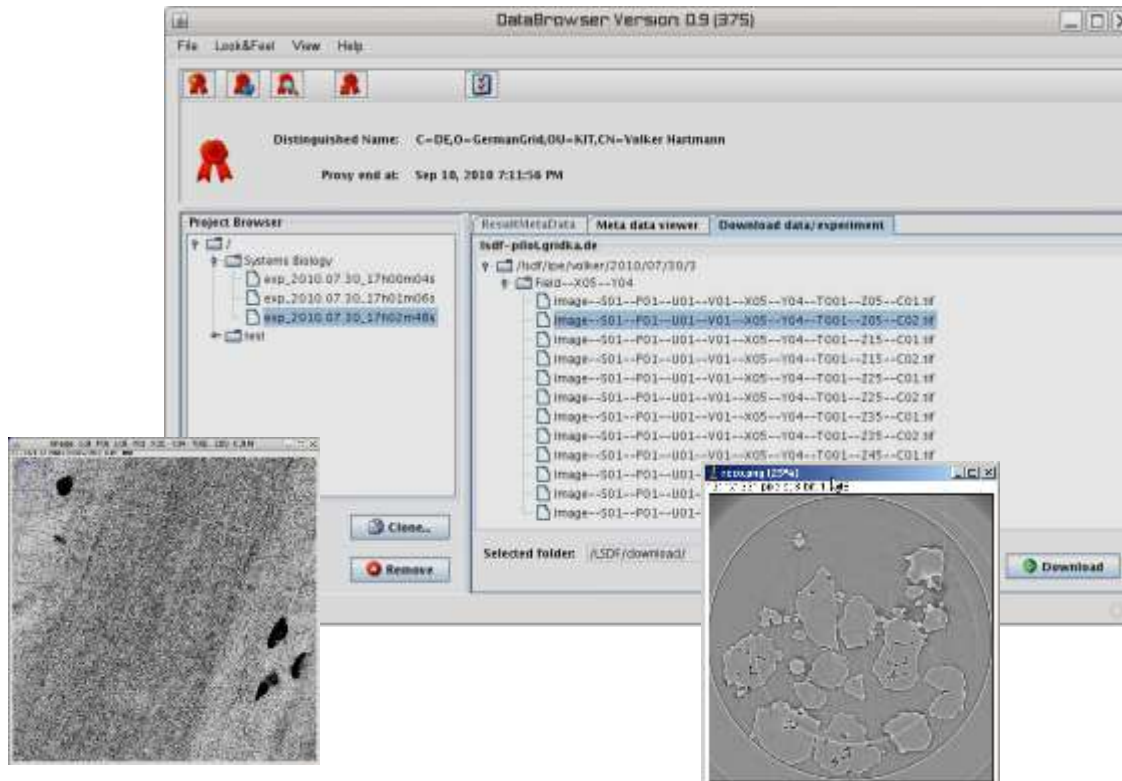 DataBrowser Version 0.9 (375)
File Look&Feel View Help
Distinguished Name: C=DE,O=GermanGrid,OU=KIT,CN=Volker Hartmann
Proxy end at: Sep 10, 2010 7:11:56 PM
Project Browser
/
Systems Biology
exp_2010.07.30_17h00m04s
exp_2010.07.30_17h01m06s
exp_2010.07.30_17h02m48s
test
ResultMetaData Meta data viewer Download data/experiment
lsdf-pilot.gridka.de
/lsdf/ipe/volker/2010/07/30/3
Field--X05--Y04
Image--S01--P01--U01--V01--X05--Y04--T001--Z05--C01.tif
Image--S01--P01--U01--V01--X05--Y04--T001--Z05--C02.tif
Image--S01--P01--U01--V01--X05--Y04--T001--Z15--C01.tif
Image--S01--P01--U01--V01--X05--Y04--T001--Z15--C02.tif
Image--S01--P01--U01--V01--X05--Y04--T001--Z25--C01.tif
Image--S01--P01--U01--V01--X05--Y04--T001--Z25--C02.tif
Image--S01--P01--U01--V01--X05--Y04--T001--Z35--C01.tif
Image--S01--P01--U01--V01--X05--Y04--T001--Z35--C02.tif
Image--S01--P01--U01--V01--X05--Y04--T001--Z45--C01.tif
Image--S01--P01--U01--
Image--S01--P01--U01--
Image--S01--P01--U01--
Clone...
Remove
Selected folder: /LSDF/download/
Download
(25%)